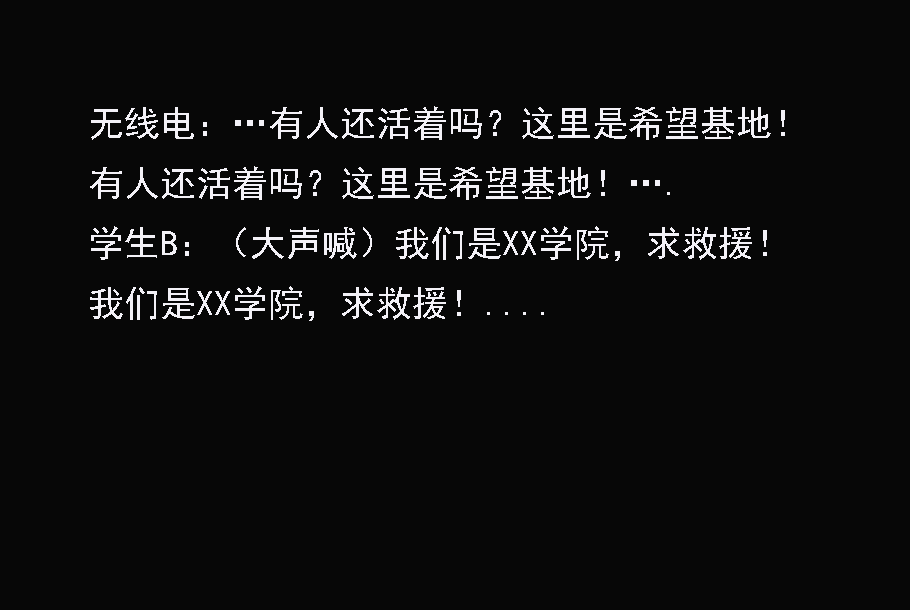 无线电：…有人还活着吗？这里是希望基地！
有人还活着吗？这里是希望基地！….
学生B：（大声喊）我们是XX学院，求救援！
我们是XX学院，求救援！....